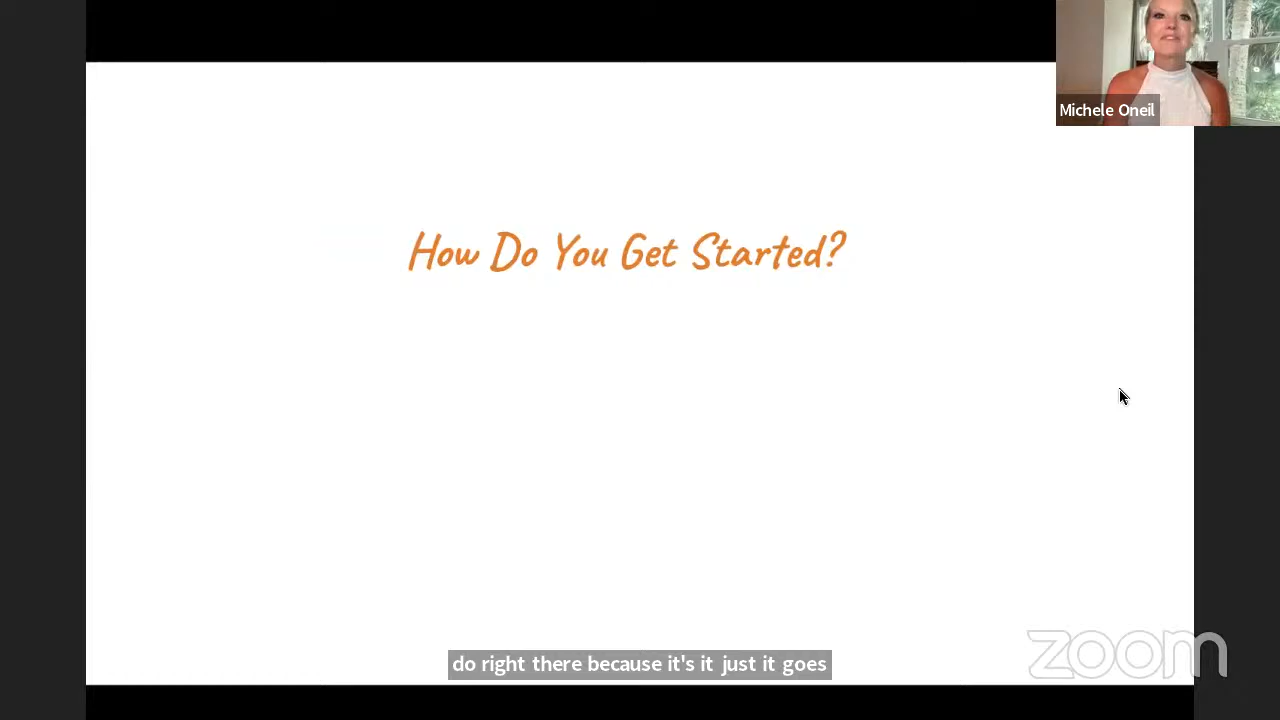 Michele Oneil
How Do You Get Started?
do right there because it's it just it goes
zoom